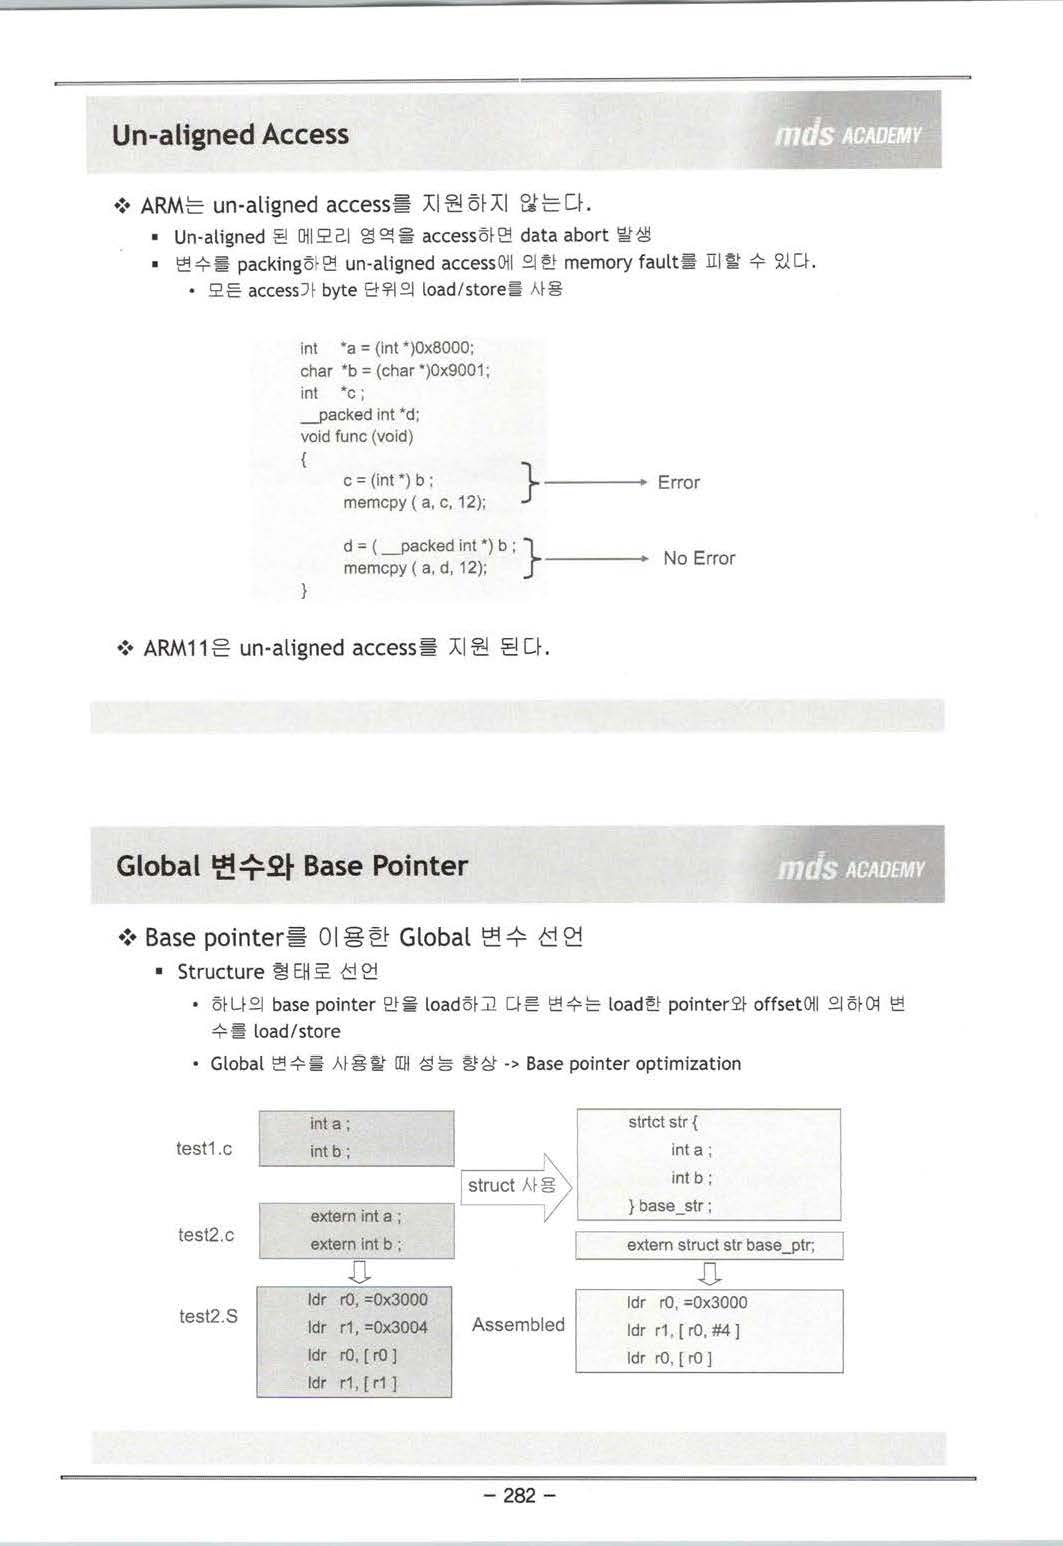 Un-aligned Access
mds ACADEMY
❖ ARM는 un-aligned access를 지원하지 않는다.
▪ Un-aligned 된 메모리 영역을 access하면 data abort 발생
▪ 변수를 packing하면 un-aligned access에 의한 memory fault를 피할 수 있다.
• 모든 access가 byte 단위의 load/store를 사용
int *a = (int *)0x8000;
char *b = (char *)0x9001;
int *c ;
__packed int *d;
void func (void)
{
c = (int *) b ;
memcpy ( a, c, 12);
Error
d = ( __packed int *) b ;
memcpy ( a, d, 12);
No Error
}
❖ ARM11은 un-aligned access를 지원 된다.
Global 변수와 Base Pointer
mds ACADEMY
❖ Base pointer를 이용한 Global 변수 선언
▪ Structure 형태로 선언
• 하나의 base pointer 만을 load하고 다른 변수는 load한 pointer와 offset에 의하여 변
수를 load/store
• Global 변수를 사용할 때 성능 향상 -> Base pointer optimization
test1.c
int a ;
int b ;
struct 사용
strtct str {
int a ;
int b ;
} base_str ;
test2.c
extern int a ;
extern int b ;
extern struct str base_ptr;
test2.S
ldr r0, =0x3000
ldr r1, =0x3004
ldr r0, [ r0 ]
ldr r1, [ r1 ]
Assembled
ldr r0, =0x3000
ldr r1, [ r0, #4 ]
ldr r0, [ r0 ]
– 282 –